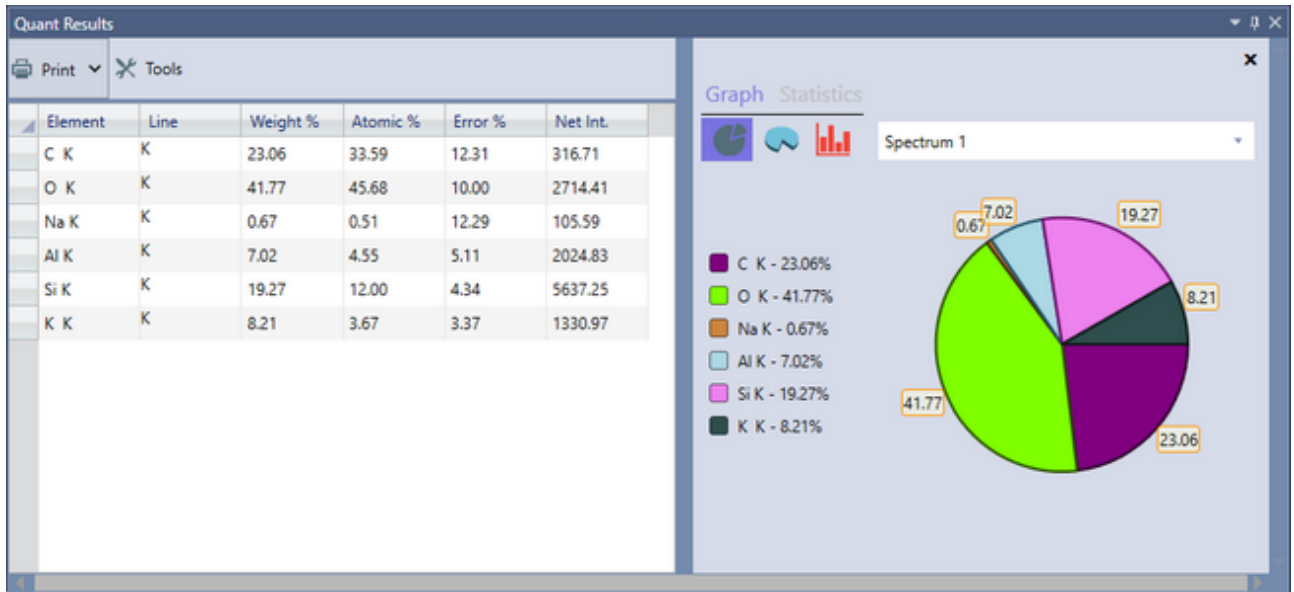 Quant Results
Print Tools
Element Line Weight % Atomic % Error % Net Int.
C K K 23.06 33.59 12.31 316.71
O K K 41.77 45.68 10.00 2714.41
Na K K 0.67 0.51 12.29 105.59
Al K K 7.02 4.55 5.11 2024.83
Si K K 19.27 12.00 4.34 5637.25
K K K 8.21 3.67 3.37 1330.97
Graph Statistics
Spectrum 1
C K - 23.06%
O K - 41.77%
Na K - 0.67%
Al K - 7.02%
Si K - 19.27%
K K - 8.21%
0.67
7.02
19.27
8.21
41.77
23.06